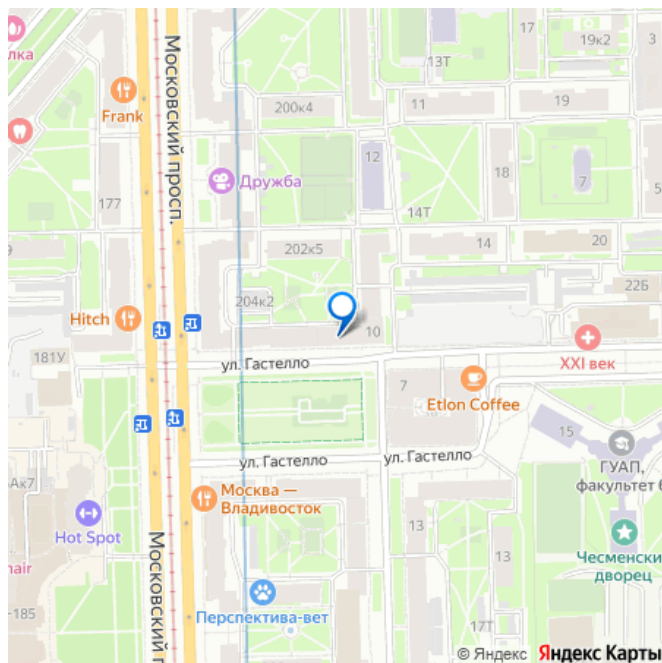 17
19к2
лка
13Т
Московский просп.
Frank
200к4
11
19
12
Дружба
18
7
177
14Т
9
202к5
14
20
22Б
204к2
Hitch
10
181У
ул. Гастелло
XXI век
7
Etlon Coffee
15
ул. Гастелло
ул. Гастелло
ГУАП,
факультет 6
Ак7
Москва —
Владивосток
Hot Spot
13
13
Чесменский
дворец
hair
Московский п
-185
Перспектива-вет
17Т
© Яндекс Яндекс Карты